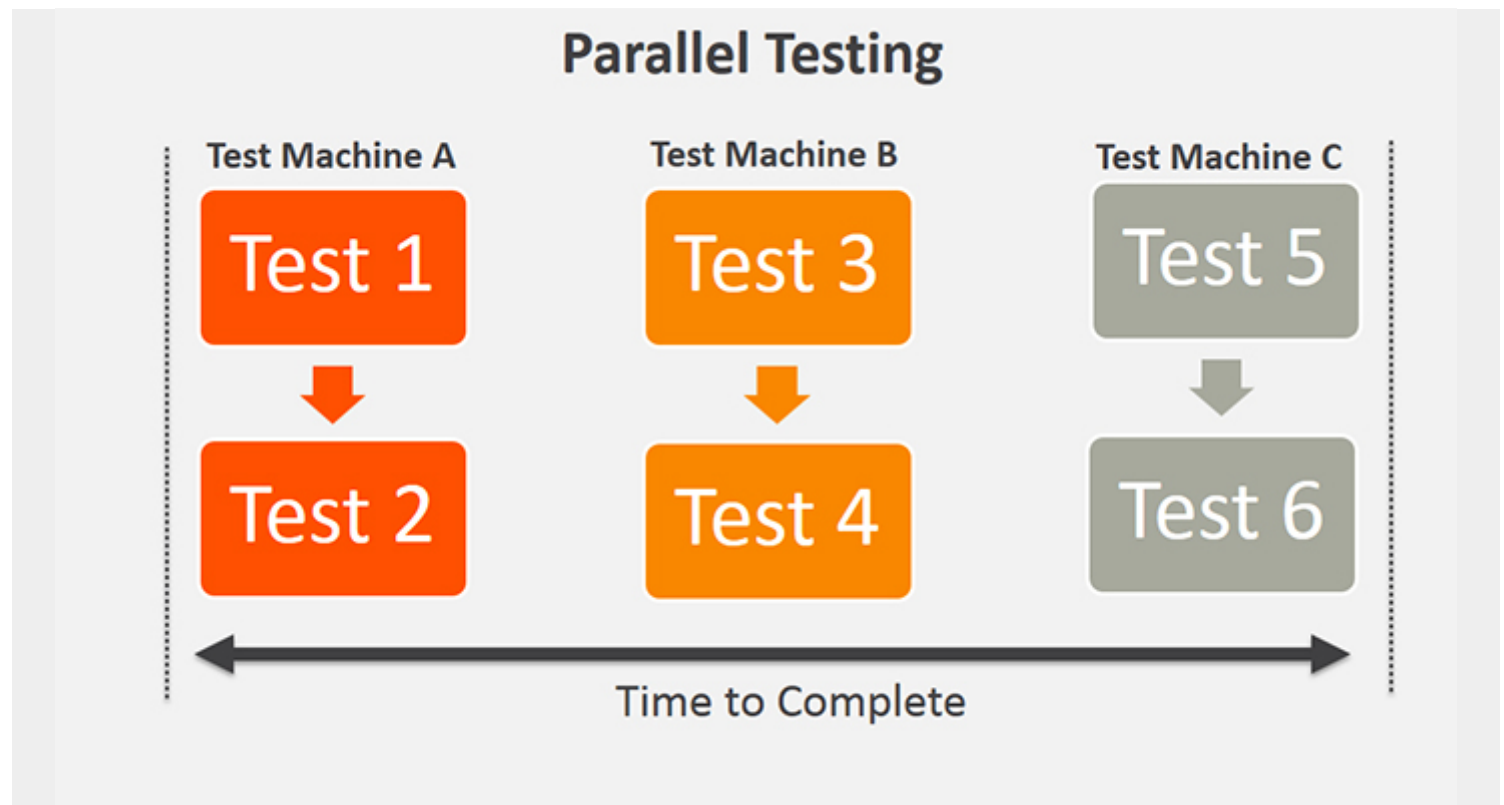 Parallel Testing
Test Machine A
Test Machine B
Test Machine C
Test 1
Test 3
Test 5
Test 2
Test 4
Test 6
Time to Complete